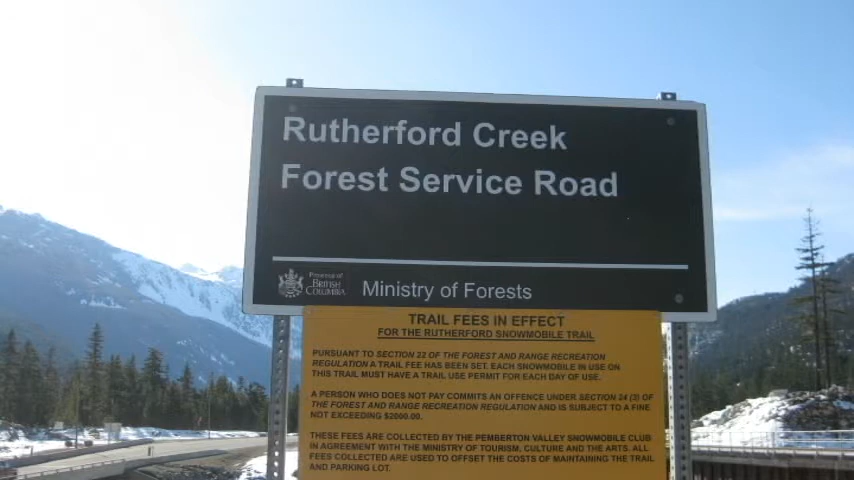 Rutherford Creek
Forest Service Road
Province of
BRITISH
COLUMBIA
Ministry of Forests
TRAIL FEES IN EFFECT
FOR THE RUTHERFORD SNOWMOBILE TRAIL
PURSUANT TO SECTION 22 OF THE FOREST AND RANGE RECREATION
REGULATION A TRAIL FEE HAS BEEN SET. EACH SNOWMOBILE IN USE ON
THIS TRAIL MUST HAVE A TRAIL USE PERMIT FOR EACH DAY OF USE.
A PERSON WHO DOES NOT PAY COMMITS AN OFFENCE UNDER SECTION 24 (3) OF
THE FOREST AND RANGE RECREATION REGULATION AND IS SUBJECT TO A FINE
NOT EXCEEDING $2000.00.
THESE FEES ARE COLLECTED BY THE PEMBERTON VALLEY SNOWMOBILE CLUB
IN AGREEMENT WITH THE MINISTRY OF TOURISM, CULTURE AND THE ARTS. ALL
FEES COLLECTED ARE USED TO OFFSET THE COSTS OF MAINTAINING THE TRAIL
AND PARKING LOT.